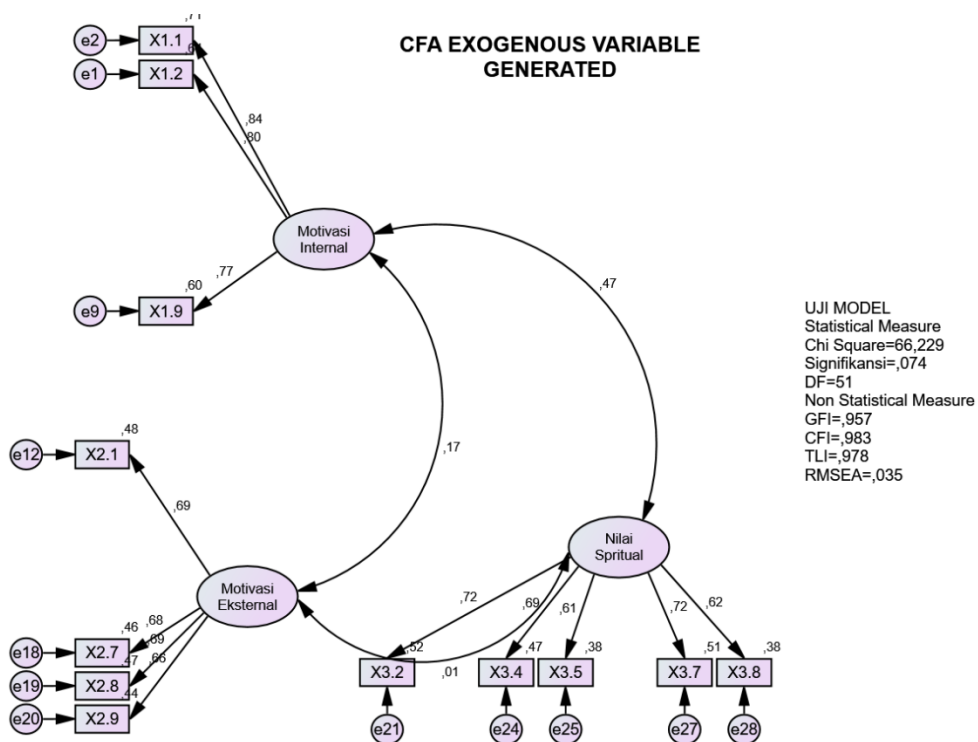 CFA EXOGENOUS VARIABLE
GENERATED
,71
e2
X1.1
e1
X1.2
,84
,80
Motivasi
Internal
,77
,60
e9
X1.9
,47
,17
UJI MODEL
Statistical Measure
Chi Square=66,229
Signifikansi=,074
DF=51
Non Statistical Measure
GFI=,957
CFI=,983
TLI=,978
RMSEA=,035
,48
e12
X2.1
,69
Motivasi
Eksternal
Nilai
Spritual
,68
,69
,66
,46
e18
X2.7
,47
e19
X2.8
,44
e20
X2.9
,72
,69
,61
,72
,62
,01
,52
X3.2
,47
X3.4
,38
X3.5
,51
X3.7
,38
X3.8
e21
e24
e25
e27
e28